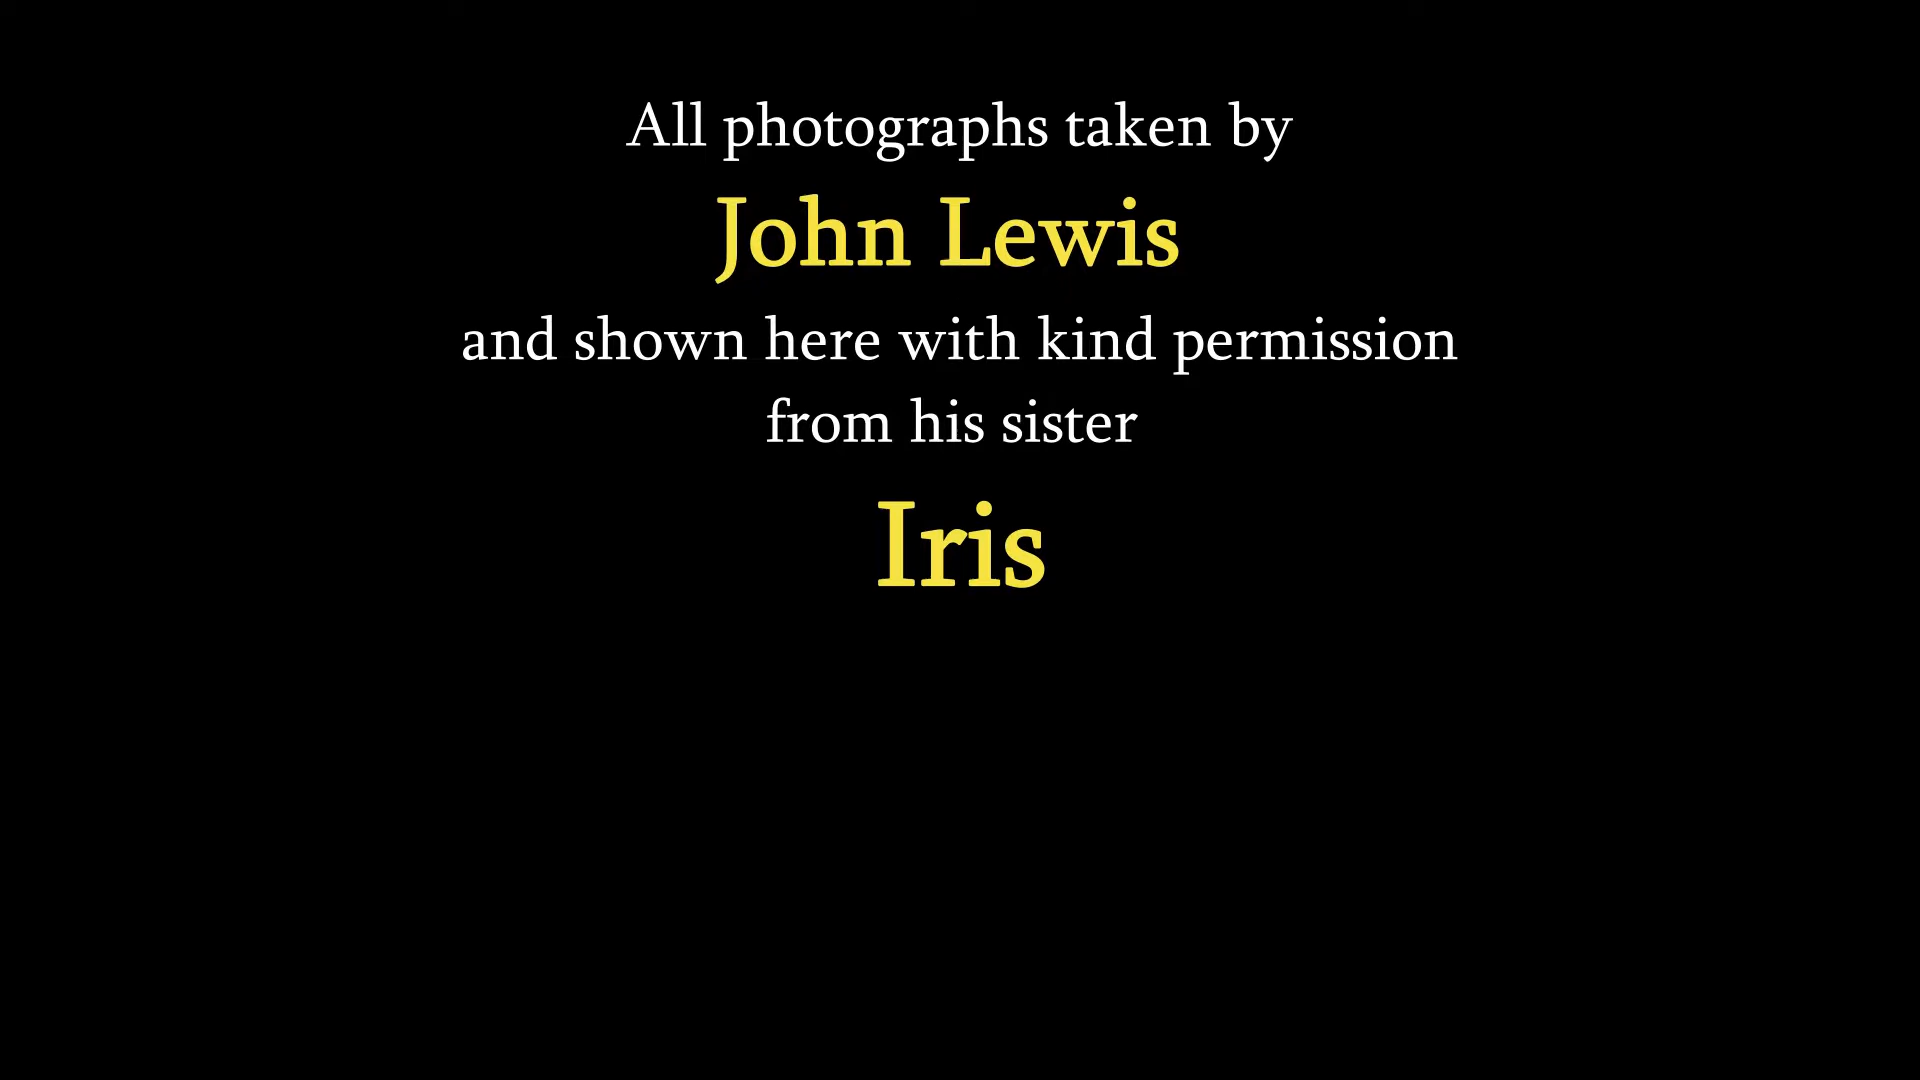 All photographs taken by
John Lewis
and shown here with kind permission
from his sister
Iris